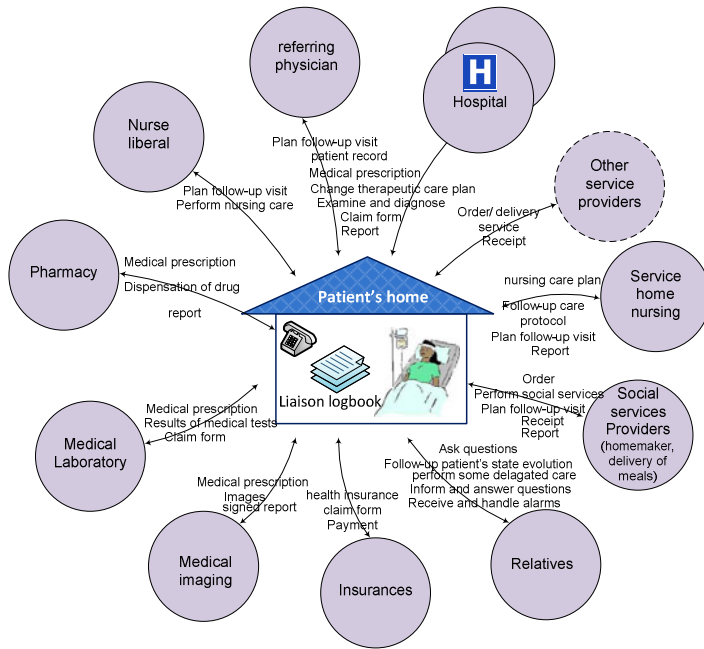 referring
physician
H
Hospital
Nurse
liberal
Other
service
providers
Plan follow-up visit
patient record
Medical prescription
Change therapeutic care plan
Examine and diagnose
Claim form
Report
Plan follow-up visit
Perform nursing care
Order/ delivery
service
Receipt
Pharmacy
Medical prescription
Dispensation of drug
report
Patient's home
Liaison logbook
nursing care plan
Follow-up care
protocol
Plan follow-up visit
Report
Service
home
nursing
Order
Perform social services
Plan follow-up visit
Receipt
Report
Social
services
Providers
(homemaker,
delivery of
meals)
Medical
Laboratory
Medical prescription
Results of medical tests
Claim form
Medical prescription
Images
signed report
health insurance
claim form
Payment
Ask questions
Follow-up patient's state evolution
perform some delagated care
Inform and answer questions
Receive and handle alarms
Medical
imaging
Insurances
Relatives